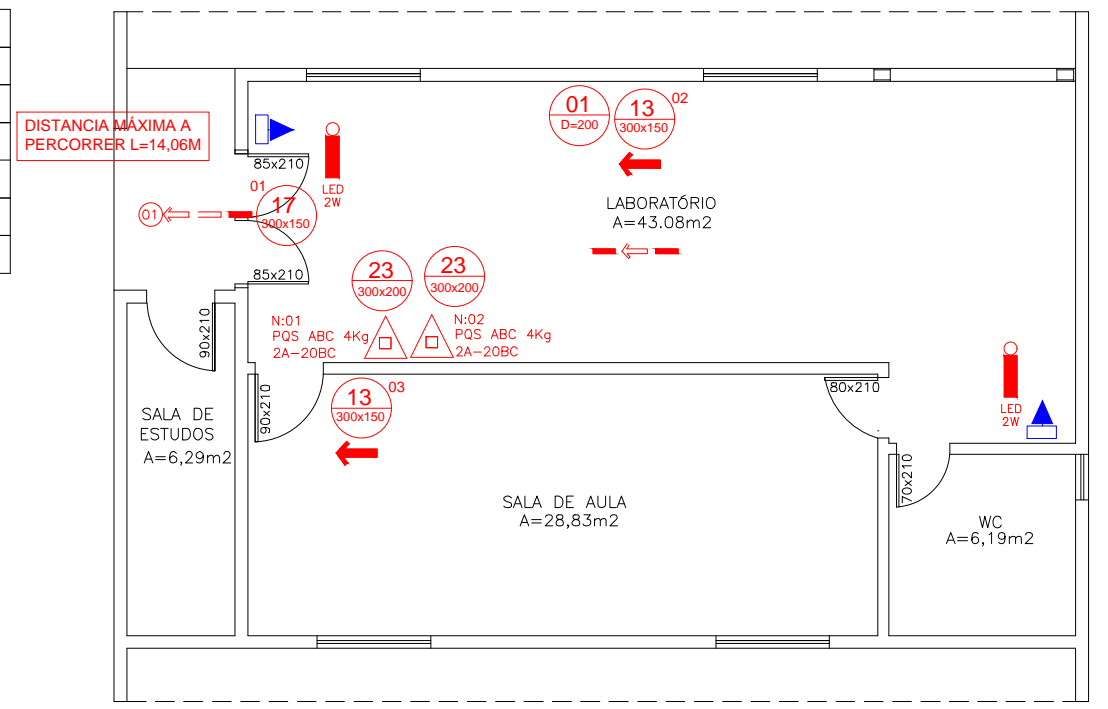 01
D=200
13
300x150
02
DISTANCIA MÁXIMA A
PERCORRER L=14,06M
85x210
LED
2W
01
17
300x150
01
LABORATÓRIO
A=43.08m2
85x210
23
300x200
23
300x200
N:01
PQS ABC 4Kg
2A-20BC
N:02
PQS ABC 4Kg
2A-20BC
90x210
90x210
13
300x150
03
80x210
LED
2W
SALA DE
ESTUDOS
A=6,29m2
70x210
SALA DE AULA
A=28,83m2
WC
A=6,19m2